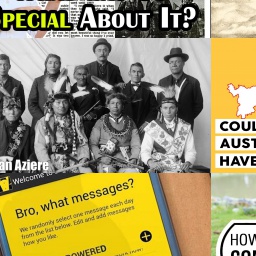 Special About It?
an Aziere
COUL
AUST
HAVE
Welcome to
Bro, what messages?
We randomly select one message each day
from the list below. Edit and add messages
how you like.
POWERED
HOW